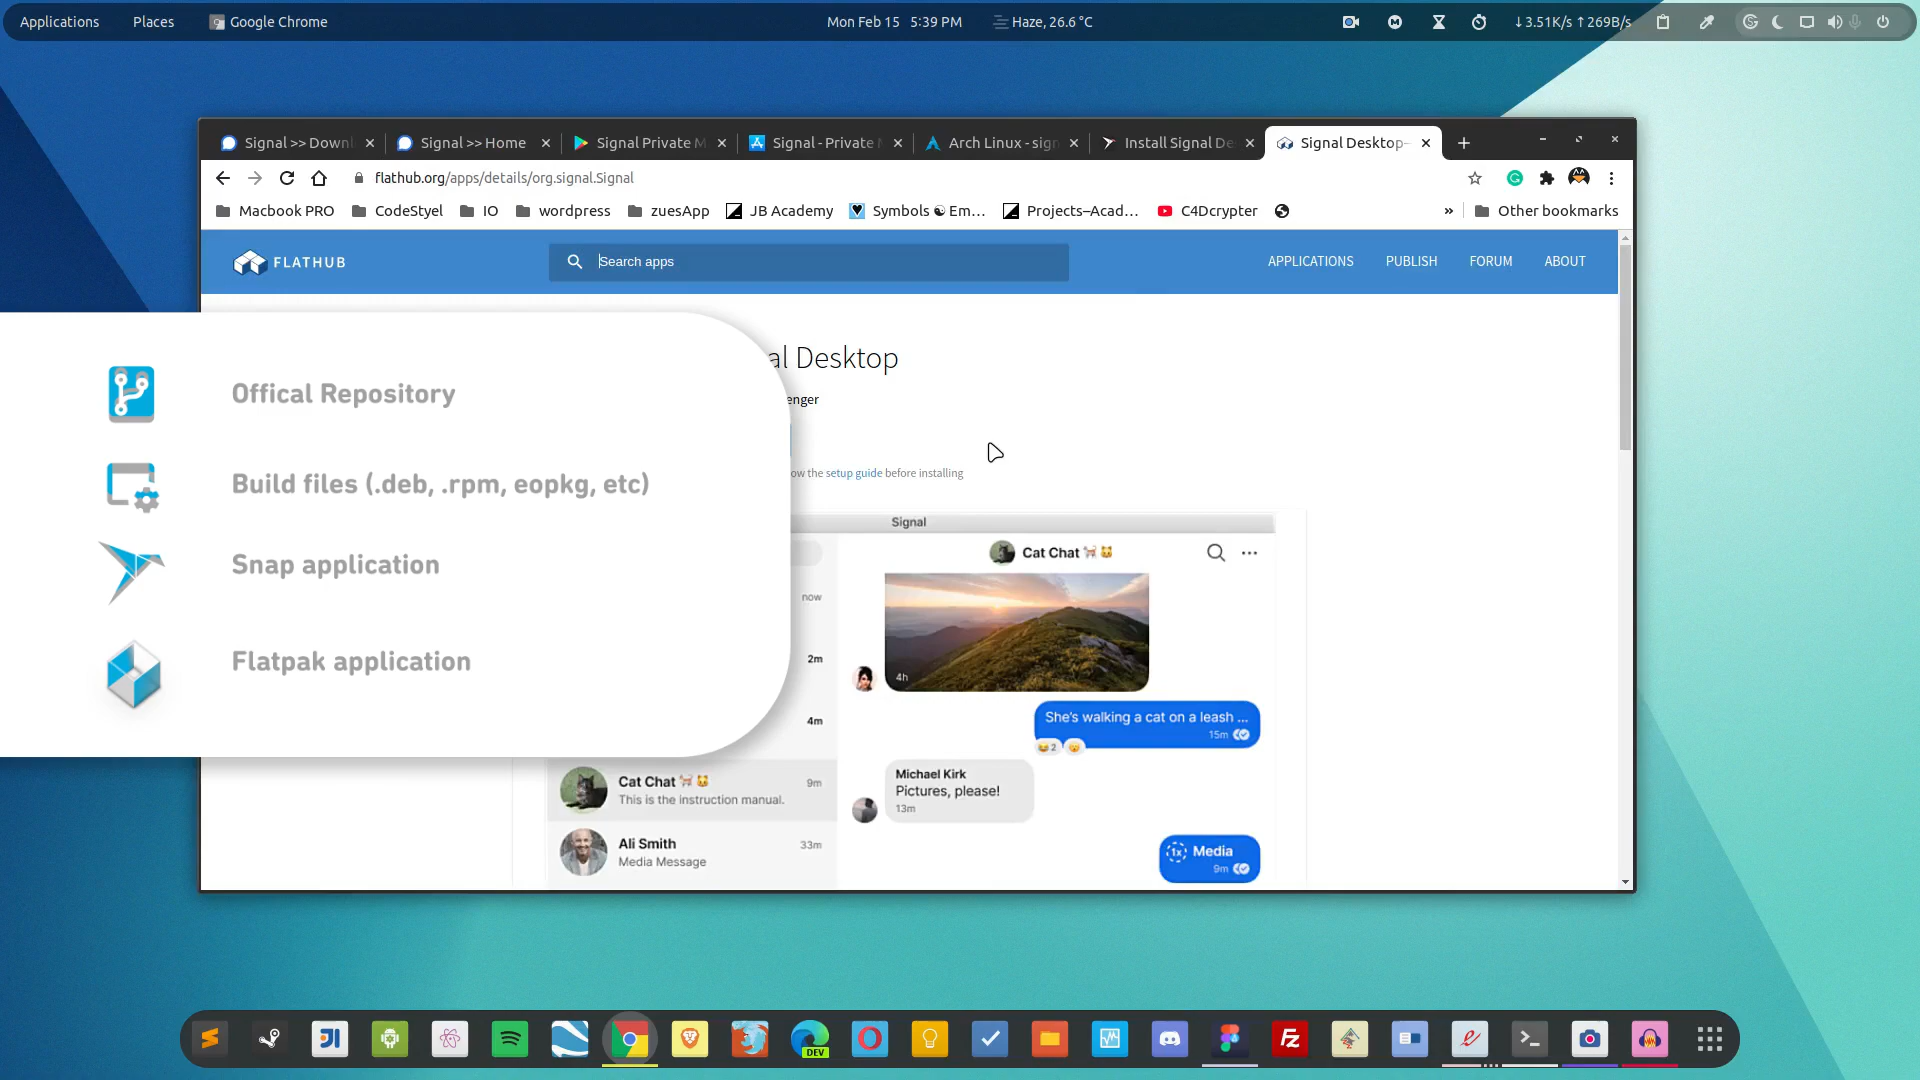 Applications Places Google Chrome Mon Feb 15 5:39 PM Haze, 26.6 °C ↓3.51K/s ↑269B/s
Signal >> Downl Signal >> Home Signal Private M Signal - Private M Arch Linux - sign Install Signal De Signal Desktop—
flathub.org/apps/details/org.signal.Signal
Macbook PRO CodeStyel IO wordpress zuesApp JB Academy Symbols ☯ Em... Projects–Acad... C4Dcrypter » Other bookmarks
FLATHUB Search apps APPLICATIONS PUBLISH FORUM ABOUT
al Desktop
enger
ow the setup guide before installing
Offical Repository
Build files (.deb, .rpm, eopkg, etc)
Snap application
Flatpak application
Signal
Cat Chat 🐈 🐱
now
2m
4m
4h
She's walking a cat on a leash ...
15m
😂 2 😮
Michael Kirk
Pictures, please!
13m
Cat Chat 🐈 🐱 9m
This is the instruction manual.
Ali Smith 33m
Media Message
1x Media
9m
DEV